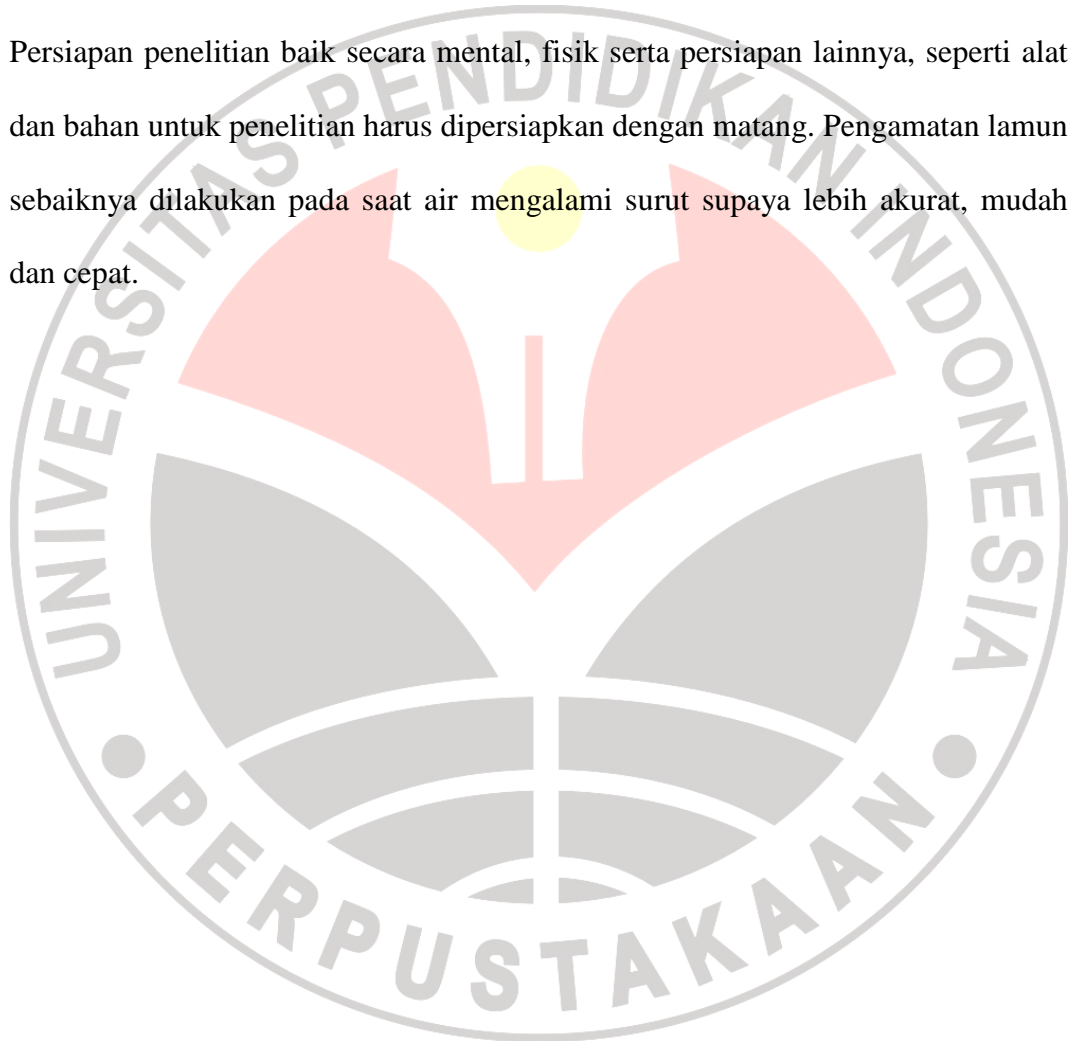 Persiapan penelitian baik secara mental, fisik serta persiapan lainnya, seperti alat
dan bahan untuk penelitian harus dipersiapkan dengan matang. Pengamatan lamun
sebaiknya dilakukan pada saat air mengalami surut supaya lebih akurat, mudah
dan cepat.
UNIVERSITAS PENDIDIKAN INDONESIA
PERPUSTAKAAN